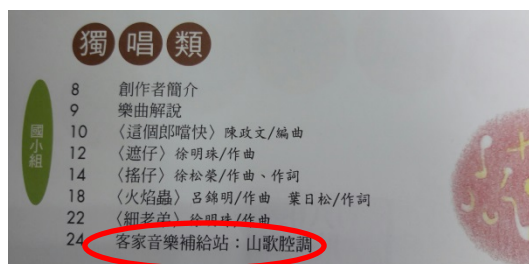 獨唱類
國小組
8 創作者簡介
9 樂曲解說
10 〈這個郎噹快〉陳政文/編曲
12 〈遮仔〉徐明珠/作曲
14 〈搖仔〉徐松榮/作曲、作詞
18 〈火焰蟲〉呂錦明/作曲 葉日松/作詞
22 〈細老弟〉徐明珠/作曲
24 客家音樂補給站：山歌腔調